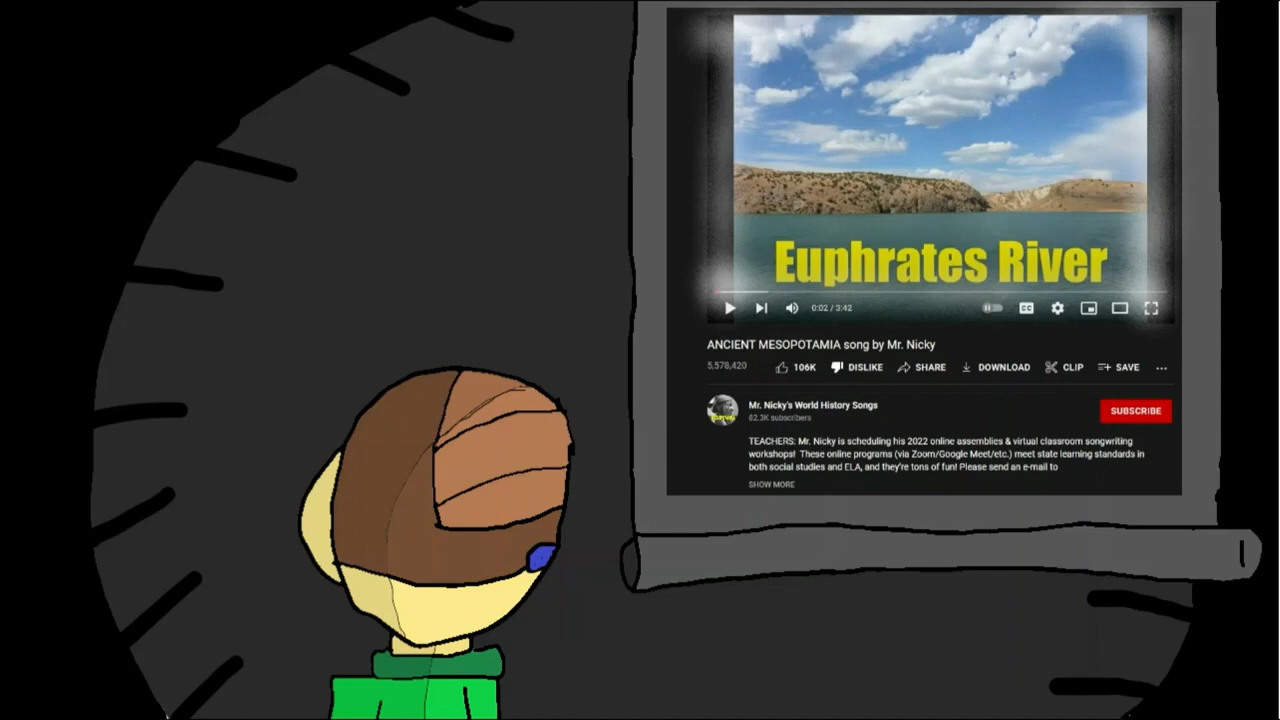 Euphrates River
0:02 / 3:42
CC
ANCIENT MESOPOTAMIA song by Mr. Nicky
5,578,420
106K DISLIKE SHARE DOWNLOAD CLIP SAVE ...
Mr. Nicky's World History Songs
82.3K subscribers
SUBSCRIBE
TEACHERS: Mr. Nicky is scheduling his 2022 online assemblies & virtual classroom songwriting
workshops! These online programs (via Zoom/Google Meet/etc.) meet state learning standards in
both social studies and ELA, and they're tons of fun! Please send an e-mail to
SHOW MORE